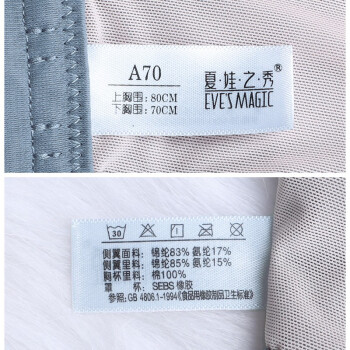 A70
上胸围:80CM
下胸围:70CM
夏·娃·之·秀®
EVE'S MAGIC
30
侧翼面料: 锦纶83% 氨纶17%
侧翼里料: 锦纶85% 氨纶15%
胸杯里料: 棉100%
罩 杯: SEBS 橡胶
参照: GB 4806.1-1994《食品用橡胶制品卫生标准》